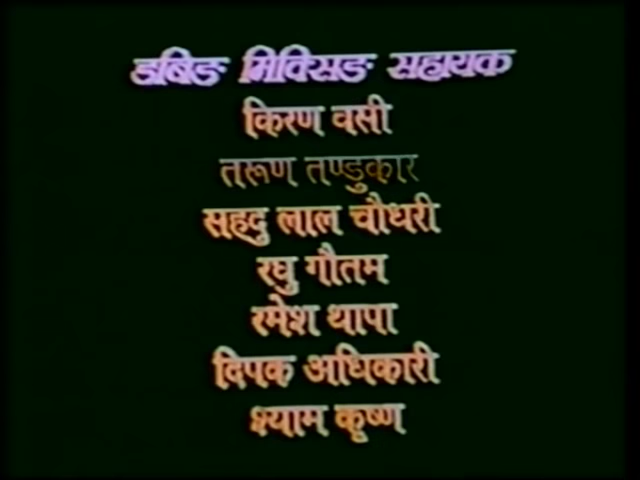 डबिङ मिक्सिङ सहायक
किरण वसी
तरूण तण्डुकार
सहदु लाल चौधरी
रघु गौतम
रमेश थापा
दिपक अधिकारी
श्याम कृष्ण